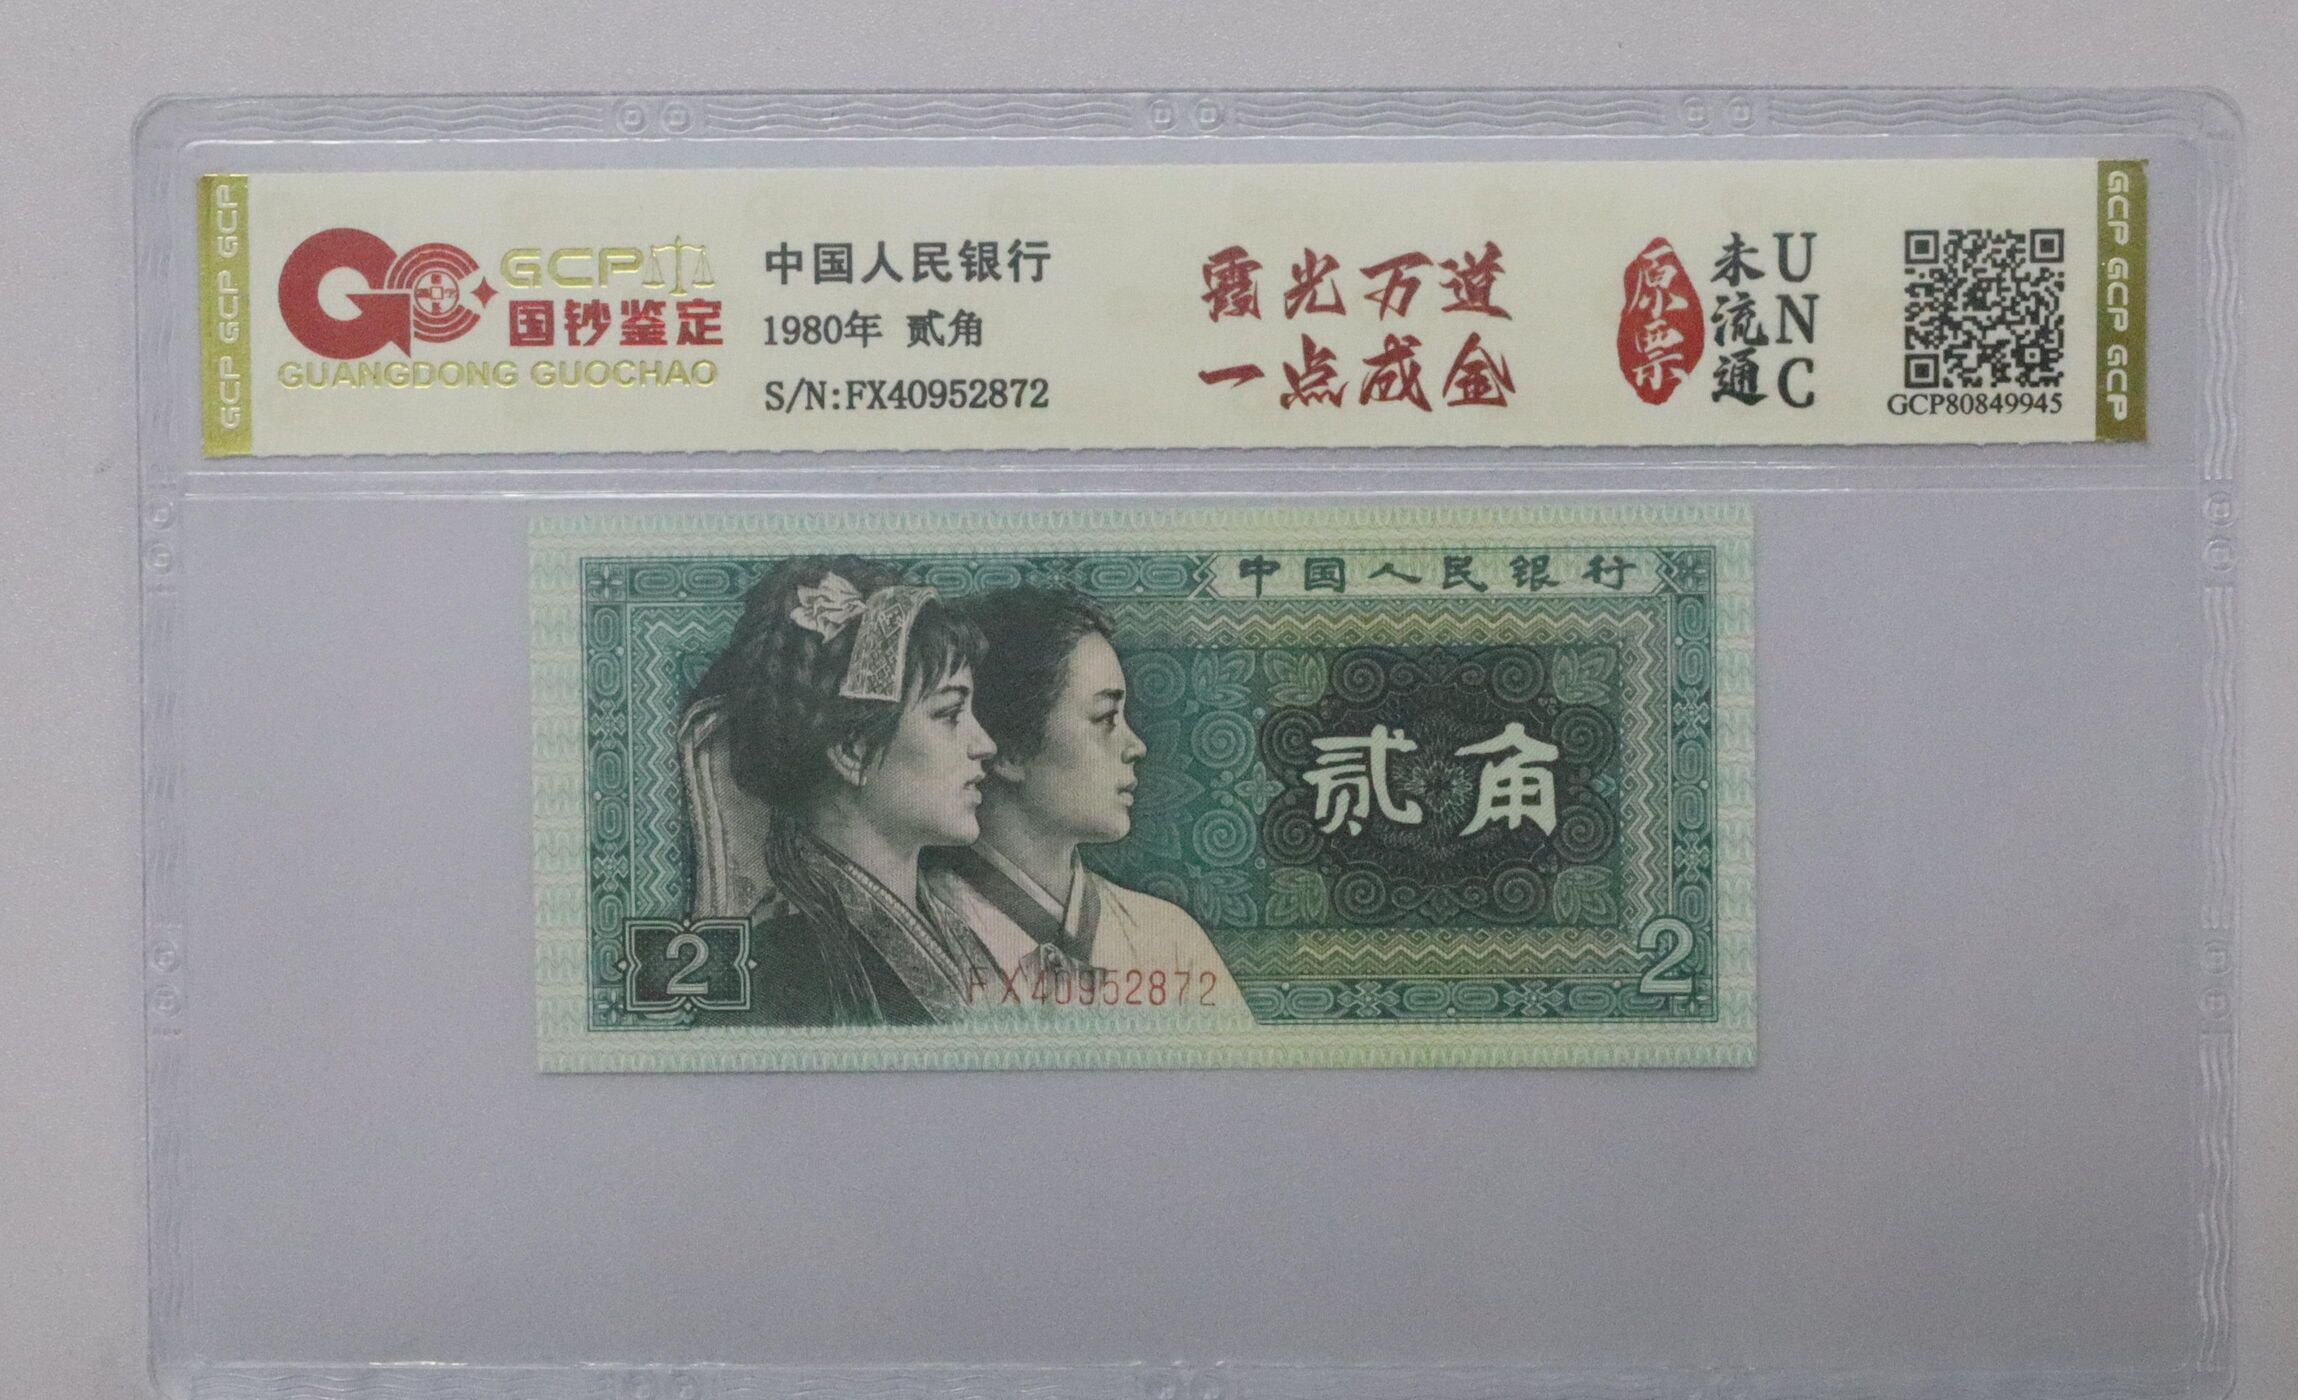 GCP GCP GCP
GCP
国钞鉴定
GUANGDONG GUOCHAO
中国人民银行
1980年 贰角
S/N:FX40952872
霞光万道
一点成金
原票
未流通
UNC
GCP80849945
GCP GCP GCP
中国人民银行
贰角
2
FX40952872
2